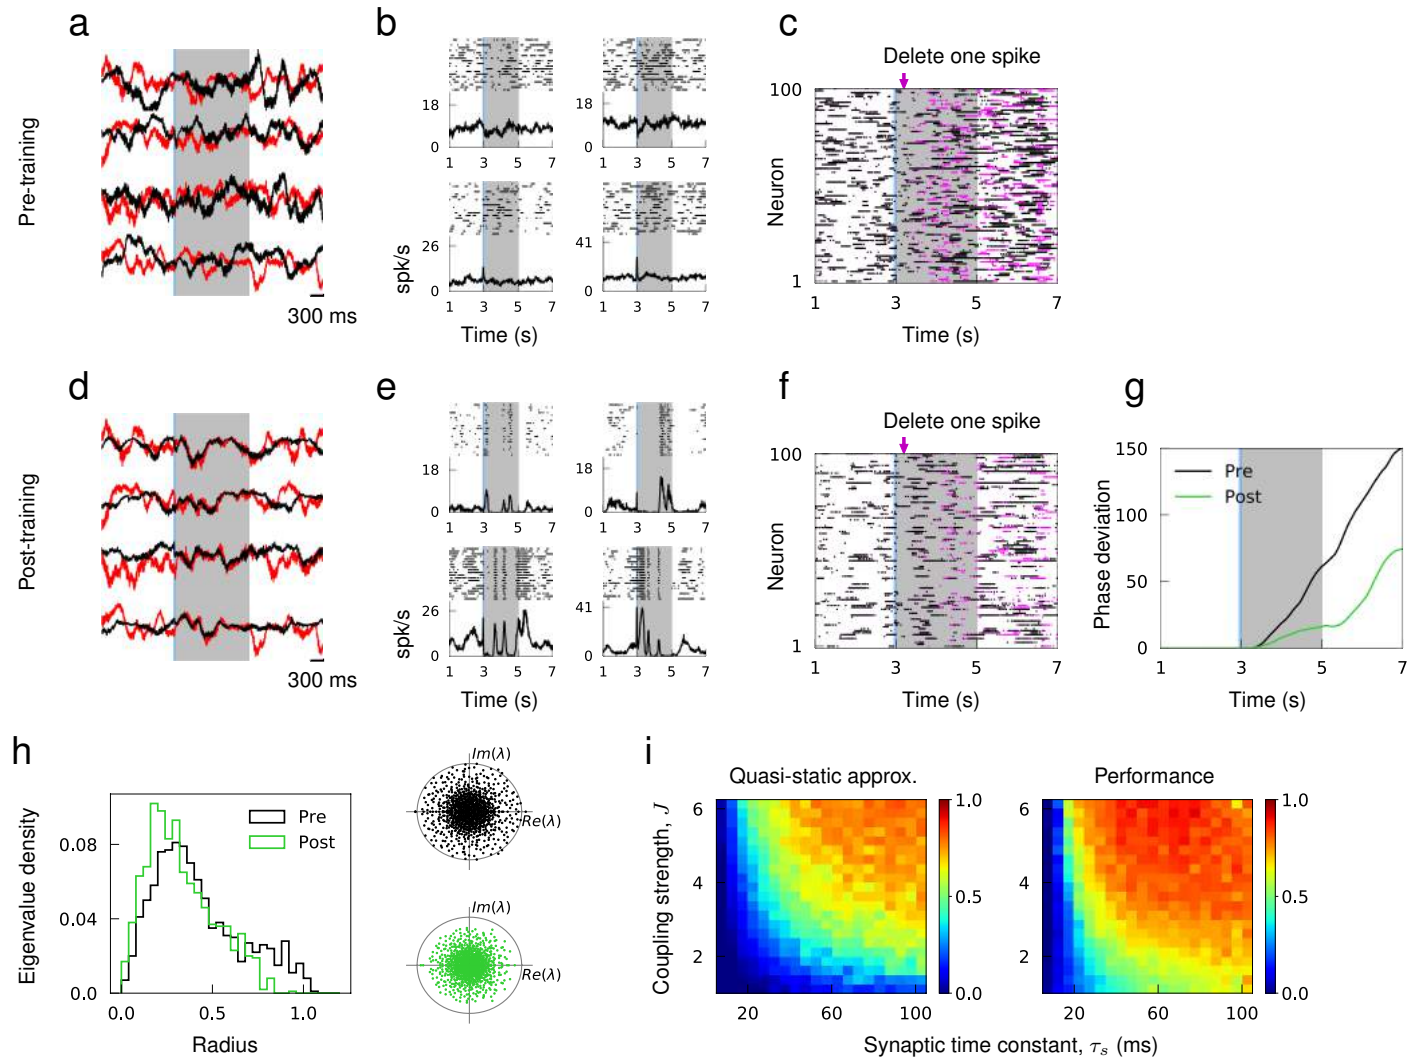 a
b
c
Pre-training
300 ms
18
0
1 3 5 7
18
0
1 3 5 7
spk/s
26
0
1 3 5 7
41
0
1 3 5 7
Time (s)
Delete one spike
Neuron
100
1
1 3 5 7
Time (s)
d
e
f
g
Post-training
300 ms
18
0
1 3 5 7
18
0
1 3 5 7
spk/s
26
0
1 3 5 7
41
0
1 3 5 7
Time (s)
Delete one spike
Neuron
100
1
1 3 5 7
Time (s)
Phase deviation
150
100
50
0
Pre
Post
1 3 5 7
Time (s)
h
Eigenvalue density
0.08
0.04
0.0
Pre
Post
0.0 0.5 1.0
Radius
Im(λ)
Re(λ)
Im(λ)
Re(λ)
i
Quasi-static approx.
Performance
Coupling strength, J
6
4
2
20 60 100
1.0
0.5
0.0
6
4
2
20 60 100
1.0
0.5
0.0
Synaptic time constant, τs (ms)